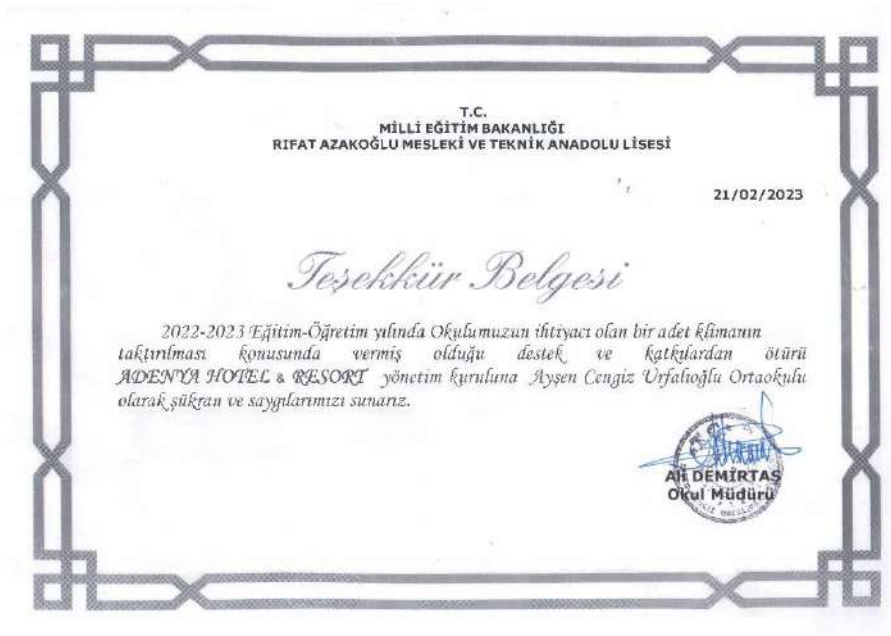 T.C.
MİLLİ EĞİTİM BAKANLIĞI
RIFAT AZAKOĞLU MESLEKİ VE TEKNİK ANADOLU LİSESİ
21/02/2023
Teşekkür Belgesi
2022-2023 Eğitim-Öğretim yılında Okulumuzun ihtiyacı olan bir adet klimanın
taktırılması konusunda vermiş olduğu destek ve katkılardan ötürü
ADENYA HOTEL & RESORT yönetim kuruluna Ayşen Cengiz Urfalıoğlu Ortaokulu
olarak şükran ve saygılarımızı sunarız.
Ali DEMİRTAŞ
Okul Müdürü